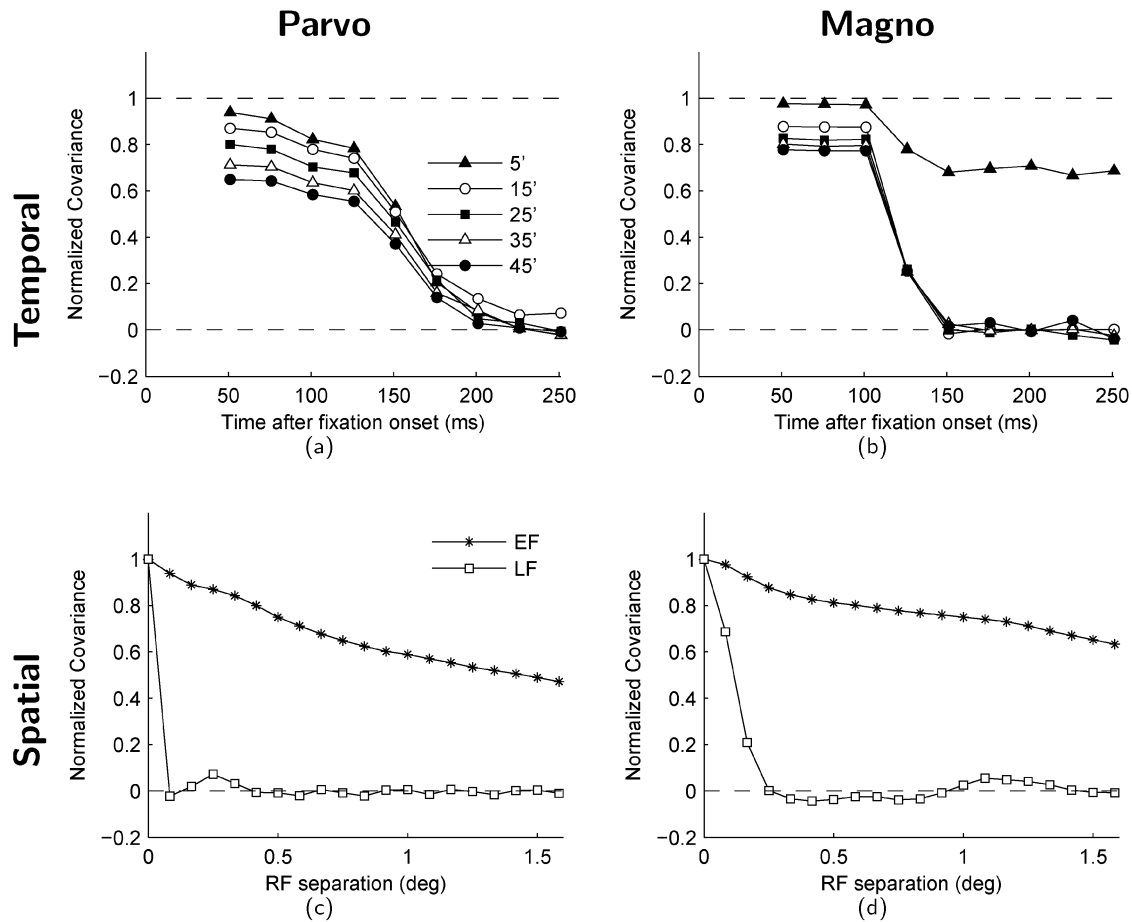 Parvo
Magno
Temporal
Normalized Covariance
1
0.8
0.6
0.4
0.2
0
−0.2
5'
15'
25'
35'
45'
0 50 100 150 200 250
Time after fixation onset (ms)
(a)
Normalized Covariance
1
0.8
0.6
0.4
0.2
0
−0.2
0 50 100 150 200 250
Time after fixation onset (ms)
(b)
Spatial
Normalized Covariance
1
0.8
0.6
0.4
0.2
0
−0.2
EF
LF
0 0.5 1 1.5
RF separation (deg)
(c)
Normalized Covariance
1
0.8
0.6
0.4
0.2
0
−0.2
0 0.5 1 1.5
RF separation (deg)
(d)